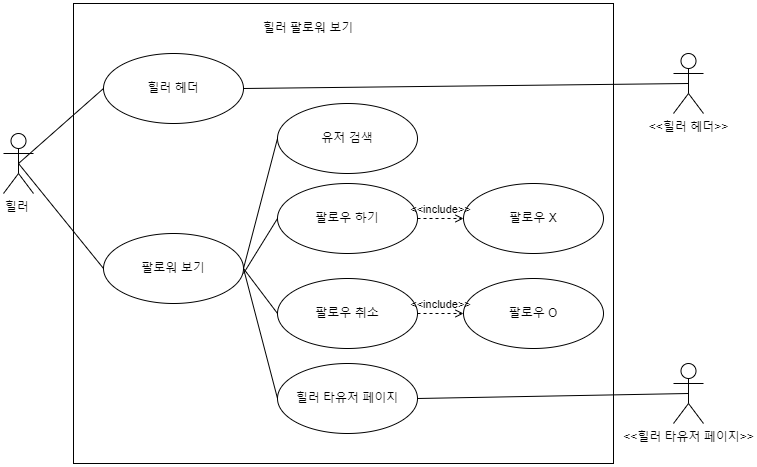 힐러 팔로워 보기
힐러 헤더
<<힐러 헤더>>
유저 검색
힐러
팔로우 하기
<<include>>
팔로우 X
팔로워 보기
팔로우 취소
<<include>>
팔로우 O
힐러 타유저 페이지
<<힐러 타유저 페이지>>